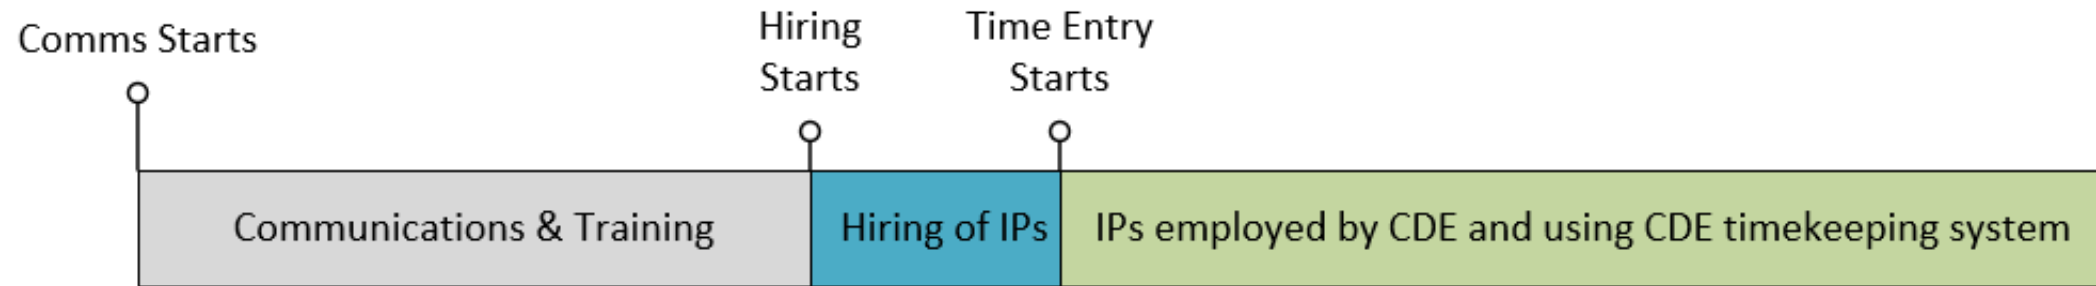 Comms Starts
Hiring
Starts
Time Entry
Starts
Communications & Training
Hiring of IPs
IPs employed by CDE and using CDE timekeeping system